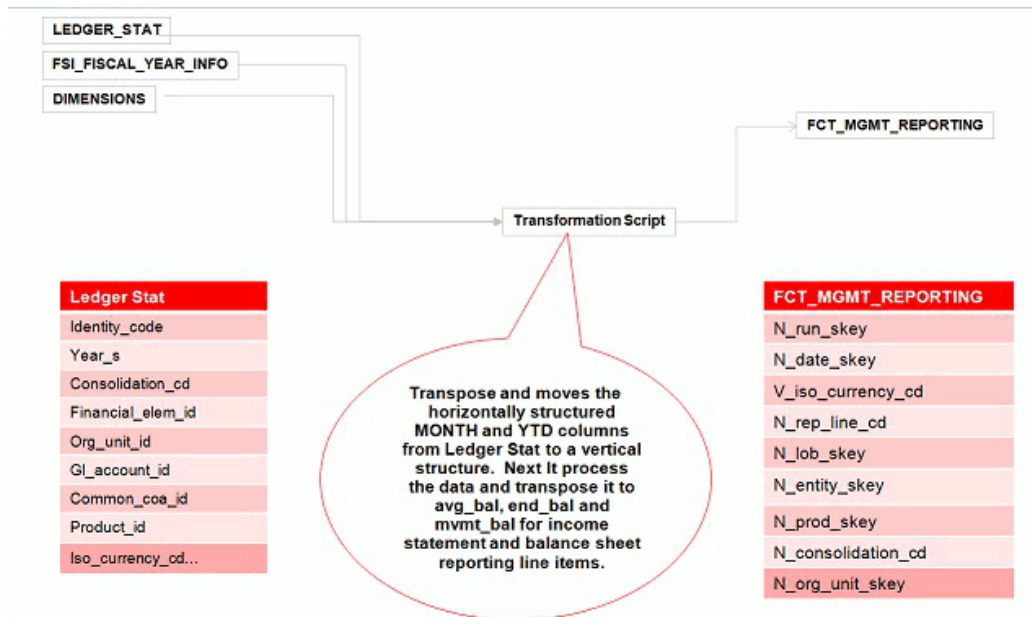 LEDGER_STAT
FSI_FISCAL_YEAR_INFO
DIMENSIONS
FCT_MGMT_REPORTING
Transformation Script
Ledger Stat
Identity_code
Year_s
Consolidation_cd
Financial_elem_id
Org_unit_id
Gl_account_id
Common_coa_id
Product_id
Iso_currency_cd...
Transpose and moves the
horizontally structured
MONTH and YTD columns
from Ledger Stat to a vertical
structure. Next It process
the data and transpose it to
avg_bal, end_bal and
mvmt_bal for income
statement and balance sheet
reporting line items.
FCT_MGMT_REPORTING
N_run_skey
N_date_skey
V_iso_currency_cd
N_rep_line_cd
N_lob_skey
N_entity_skey
N_prod_skey
N_consolidation_cd
N_org_unit_skey